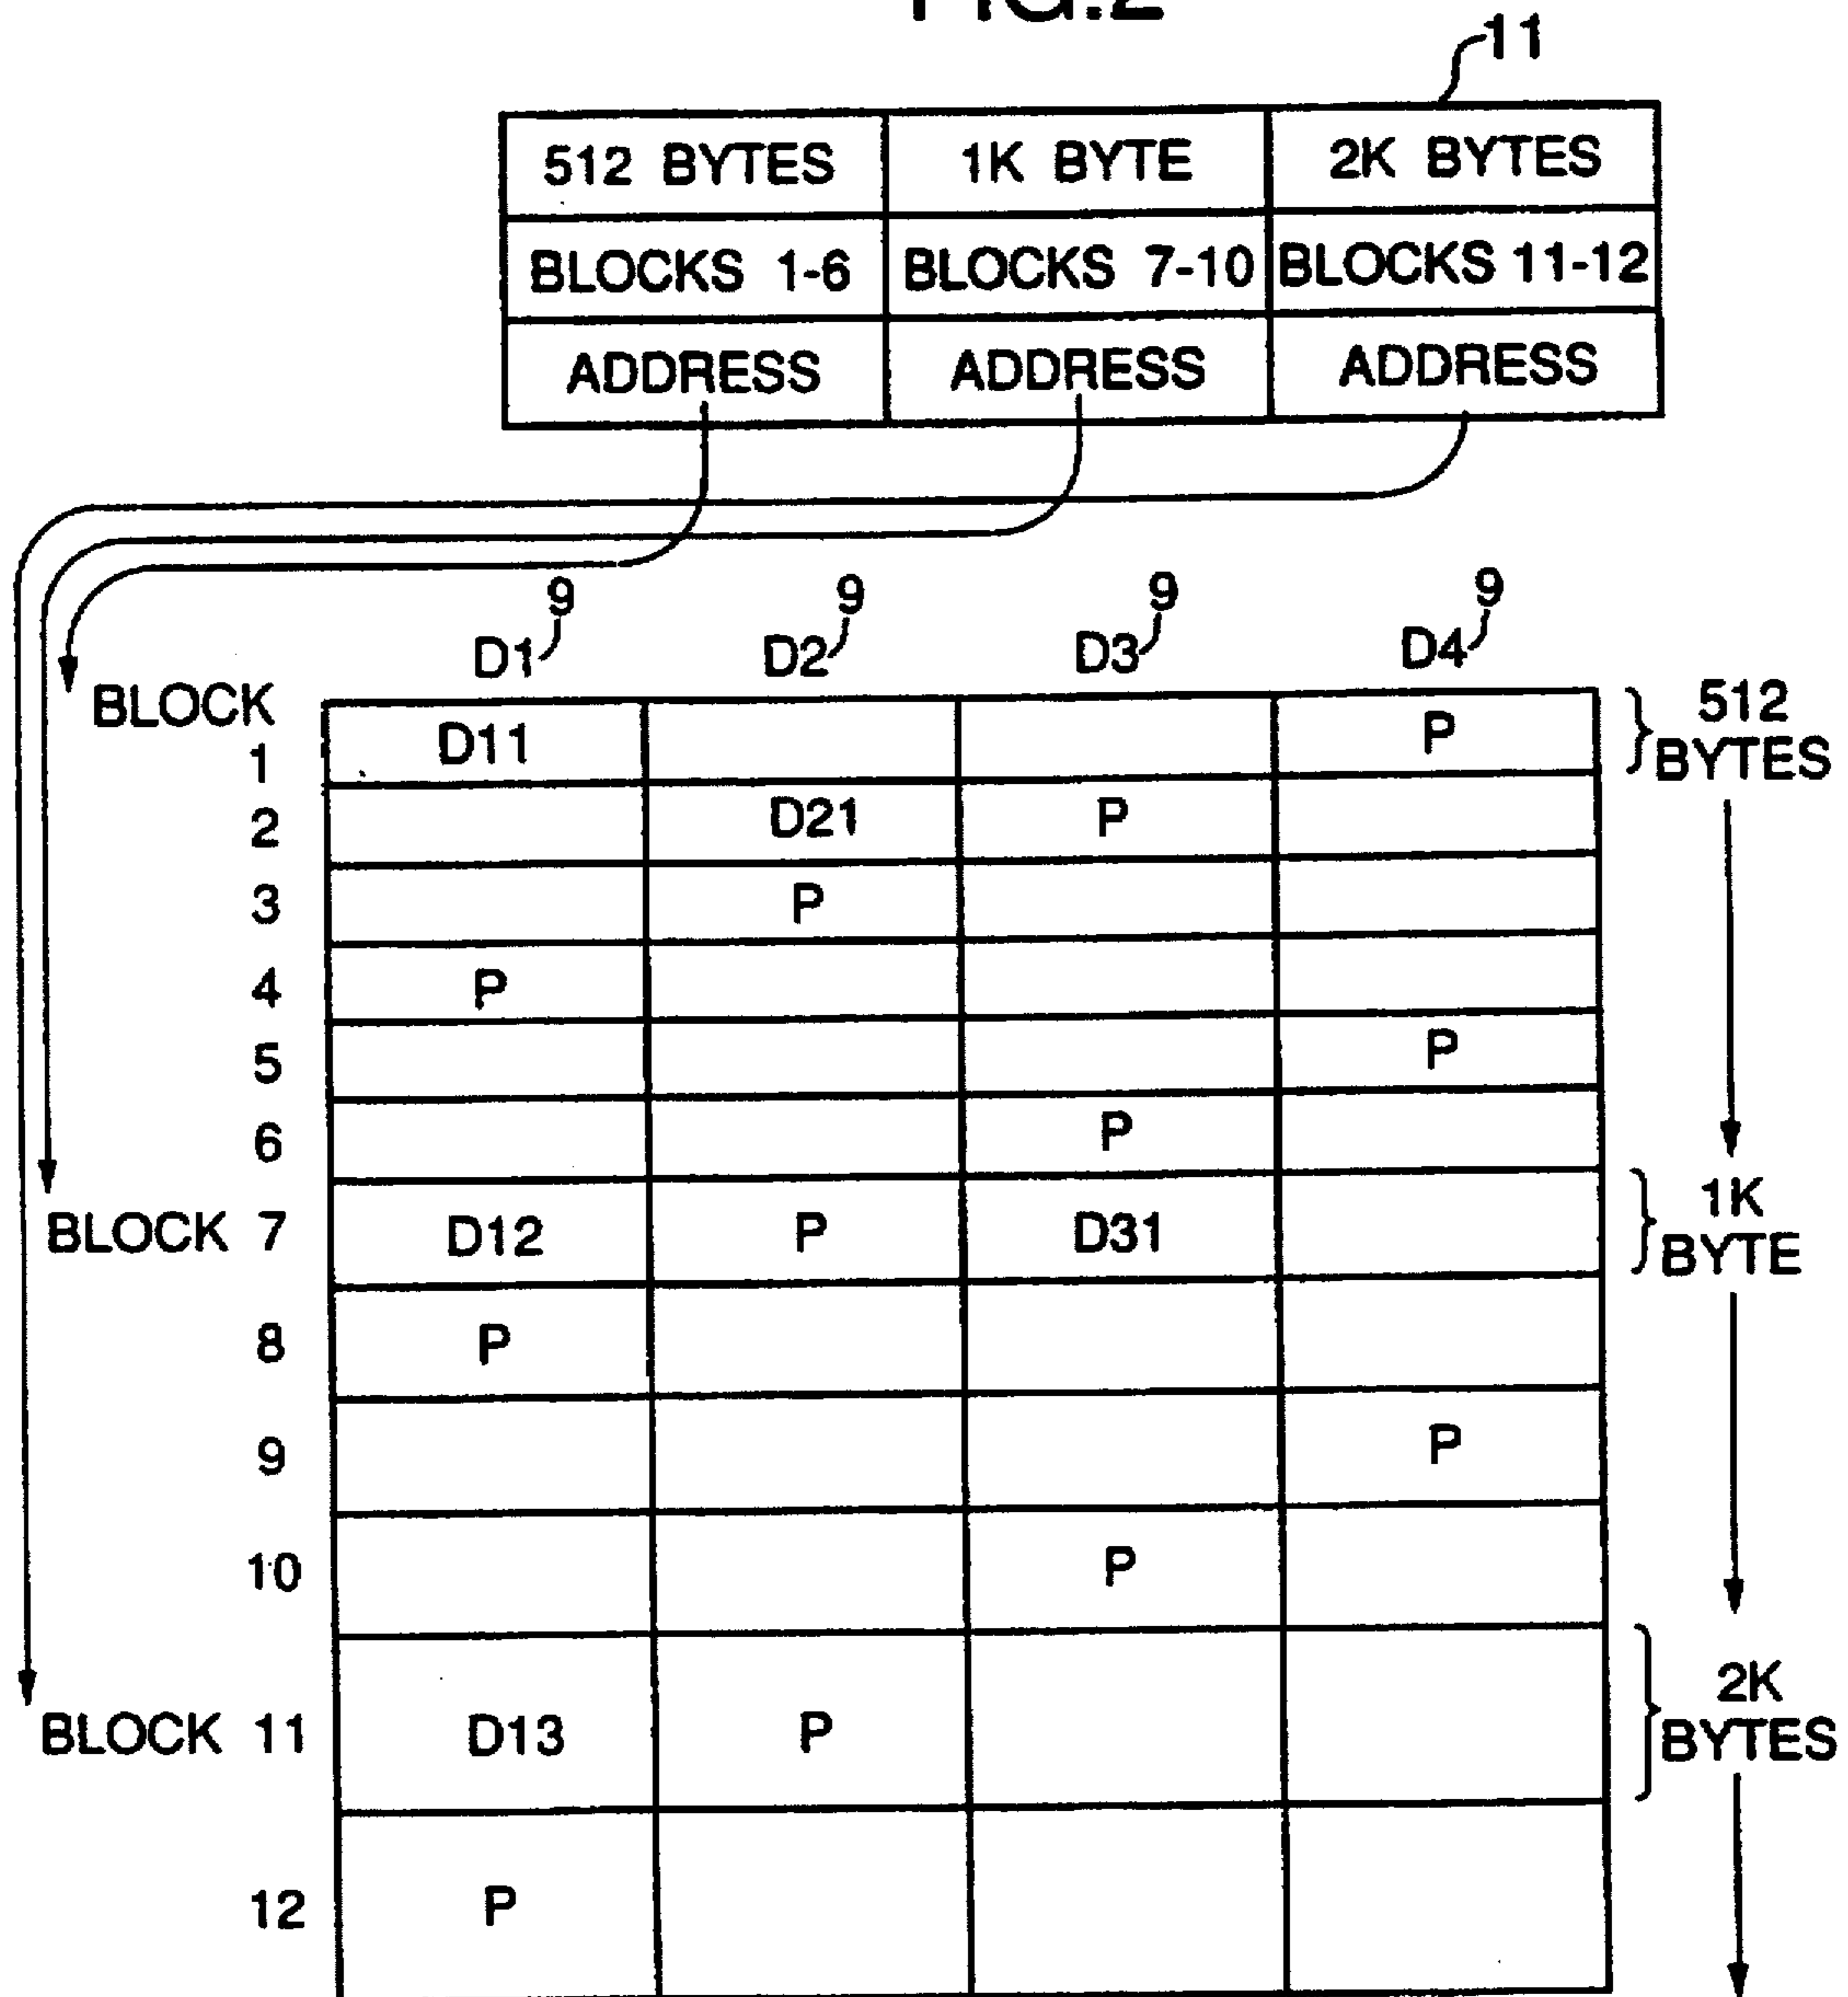 FIG.2
11
512 BYTES 1K BYTE 2K BYTES
BLOCKS 1-6 BLOCKS 7-10 BLOCKS 11-12
ADDRESS ADDRESS ADDRESS
9 9 9 9
D1 D2 D3 D4
BLOCK
1 D11 P
512
BYTES
2 D21 P
3 P
4 P
5 P
6 P
BLOCK 7 D12 P D31
1K
BYTE
8 P
9 P
10 P
BLOCK 11 D13 P
2K
BYTES
12 P